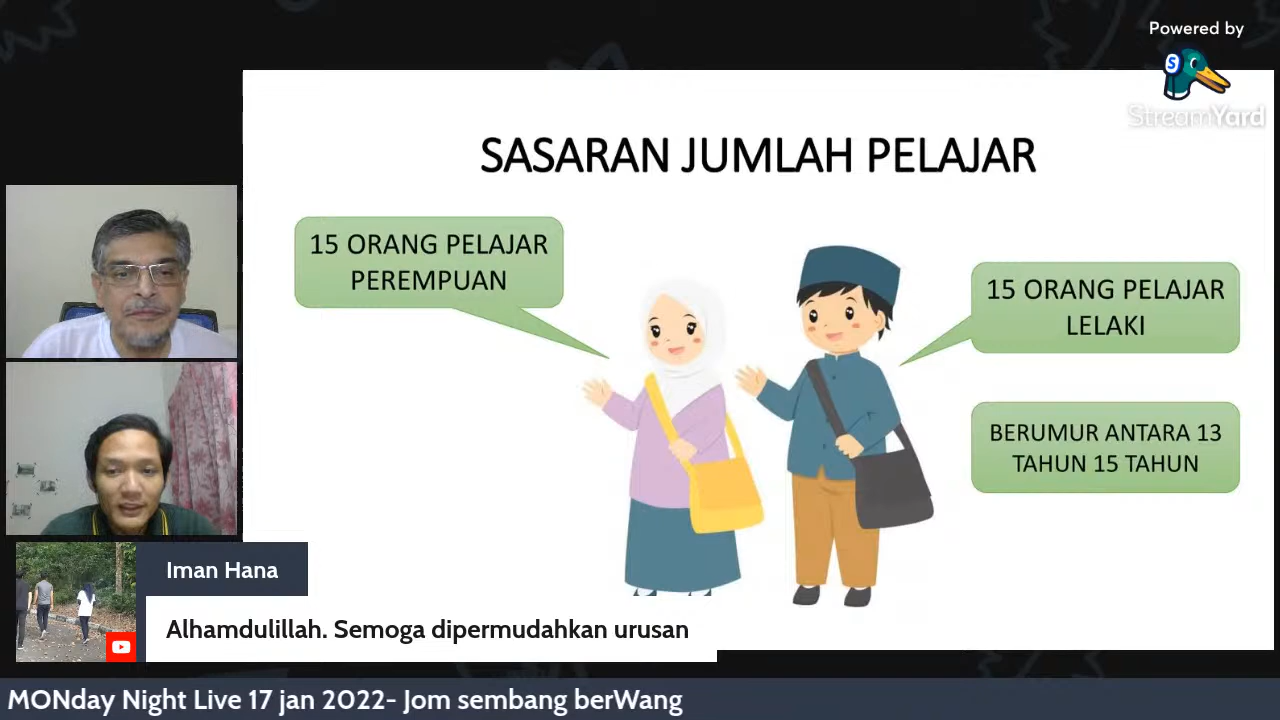 Powered by
S
StreamYard
SASARAN JUMLAH PELAJAR
15 ORANG PELAJAR
PEREMPUAN
15 ORANG PELAJAR
LELAKI
BERUMUR ANTARA 13
TAHUN 15 TAHUN
Iman Hana
Alhamdulillah. Semoga dipermudahkan urusan
MONday Night Live 17 jan 2022- Jom sembang berWang